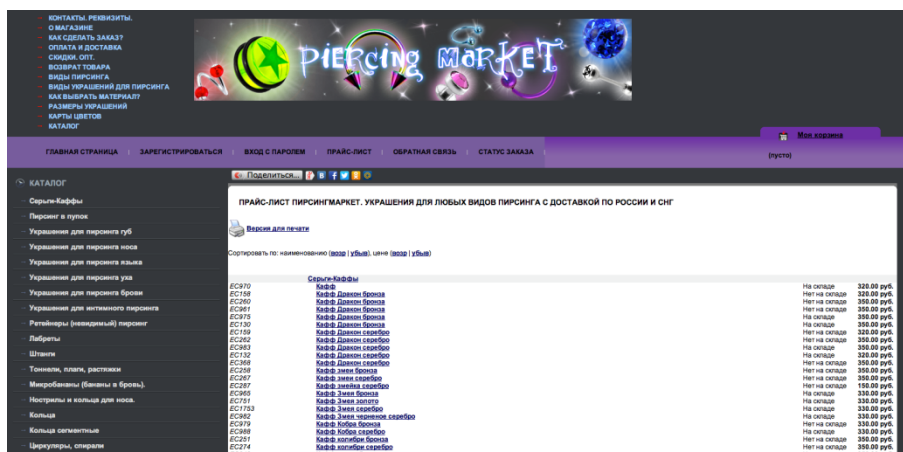 КОНТАКТЫ. РЕКВИЗИТЫ.
О МАГАЗИНЕ
КАК СДЕЛАТЬ ЗАКАЗ?
ОПЛАТА И ДОСТАВКА
СКИДКИ. ОПТ.
ВОЗВРАТ ТОВАРА
ВИДЫ ПИРСИНГА
ВИДЫ УКРАШЕНИЙ ДЛЯ ПИРСИНГА
КАК ВЫБРАТЬ МАТЕРИАЛ?
РАЗМЕРЫ УКРАШЕНИЙ
КАРТЫ ЦВЕТОВ
КАТАЛОГ
PIERCING MARKET
Моя корзина
(пусто)
ГЛАВНАЯ СТРАНИЦА | ЗАРЕГИСТРИРОВАТЬСЯ | ВХОД С ПАРОЛЕМ | ПРАЙС-ЛИСТ | ОБРАТНАЯ СВЯЗЬ | СТАТУС ЗАКАЗА
КАТАЛОГ
Серьги-Каффы
Пирсинг в пупок
Украшения для пирсинга губ
Украшения для пирсинга носа
Украшения для пирсинга языка
Украшения для пирсинга уха
Украшения для пирсинга брови
Украшения для интимного пирсинга
Ретейнеры (невидимый) пирсинг
Лабреты
Штанги
Тоннели, плаги, растяжки
Микробананы (бананы в бровь).
Нострилы и кольца для носа.
Кольца
Кольца сегментные
Циркуляры, спирали
Поделиться...
ПРАЙС-ЛИСТ ПИРСИНГМАРКЕТ. УКРАШЕНИЯ ДЛЯ ЛЮБЫХ ВИДОВ ПИРСИНГА С ДОСТАВКОЙ ПО РОССИИ И СНГ
Версия для печати
Сортировать по: наименованию (возр | убыв), цене (возр | убыв)
Серьги-Каффы
EC970 Кафф На складе 320.00 руб.
EC158 Кафф Дракон бронза Нет на складе 320.00 руб.
EC260 Кафф Дракон бронза Нет на складе 350.00 руб.
EC961 Кафф Дракон бронза Нет на складе 350.00 руб.
EC975 Кафф Дракон бронза На складе 350.00 руб.
EC130 Кафф Дракон бронза На складе 350.00 руб.
EC159 Кафф Дракон серебро Нет на складе 320.00 руб.
EC262 Кафф Дракон серебро Нет на складе 350.00 руб.
EC983 Кафф Дракон серебро На складе 350.00 руб.
EC132 Кафф Дракон серебро На складе 320.00 руб.
EC368 Кафф Дракон серебро Нет на складе 350.00 руб.
EC258 Кафф змеи бронза Нет на складе 350.00 руб.
EC267 Кафф змеи серебро Нет на складе 350.00 руб.
EC287 Кафф змейка серебро Нет на складе 150.00 руб.
EC965 Кафф Змея бронза На складе 330.00 руб.
EC751 Кафф Змея золото На складе 330.00 руб.
EC1753 Кафф Змея серебро На складе 330.00 руб.
EC982 Кафф Змея черненое серебро На складе 330.00 руб.
EC979 Кафф Кобра бронза На складе 330.00 руб.
EC988 Кафф Кобра серебро На складе 330.00 руб.
EC251 Кафф колибри бронза Нет на складе 350.00 руб.
EC274 Кафф колибри серебро Нет на складе 350.00 руб.